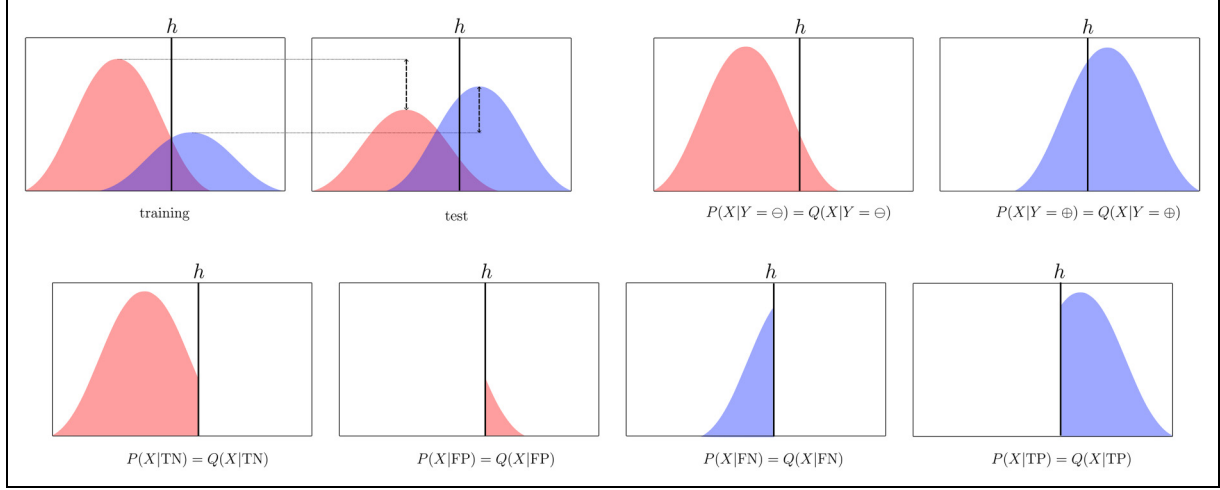 h
h
h
h
training
test
P(X|Y = ⊖) = Q(X|Y = ⊖)
P(X|Y = ⊕) = Q(X|Y = ⊕)
h
h
h
h
P(X|TN) = Q(X|TN)
P(X|FP) = Q(X|FP)
P(X|FN) = Q(X|FN)
P(X|TP) = Q(X|TP)